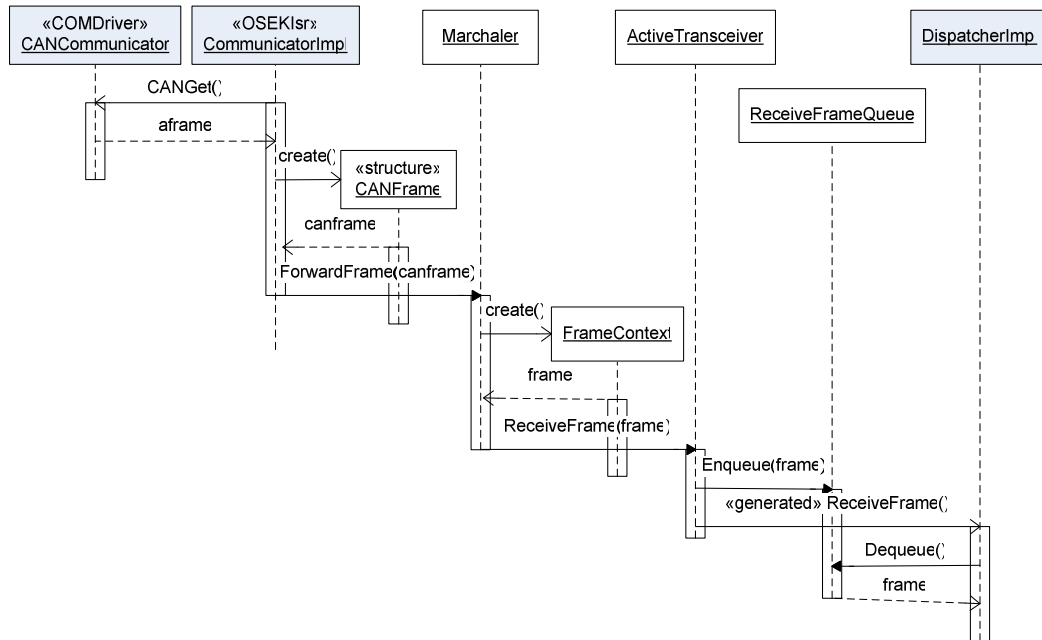 «COMDriver»
CANCommunicator
«OSEKIsr»
CommunicatorImpl
Marchaler
ActiveTransceiver
DispatcherImp
ReceiveFrameQueue
CANGet()
aframe
create()
«structure»
CANFrame
canframe
ForwardFrame(canframe)
create()
FrameContext
frame
ReceiveFrame(frame)
Enqueue(frame)
«generated» ReceiveFrame()
Dequeue()
frame